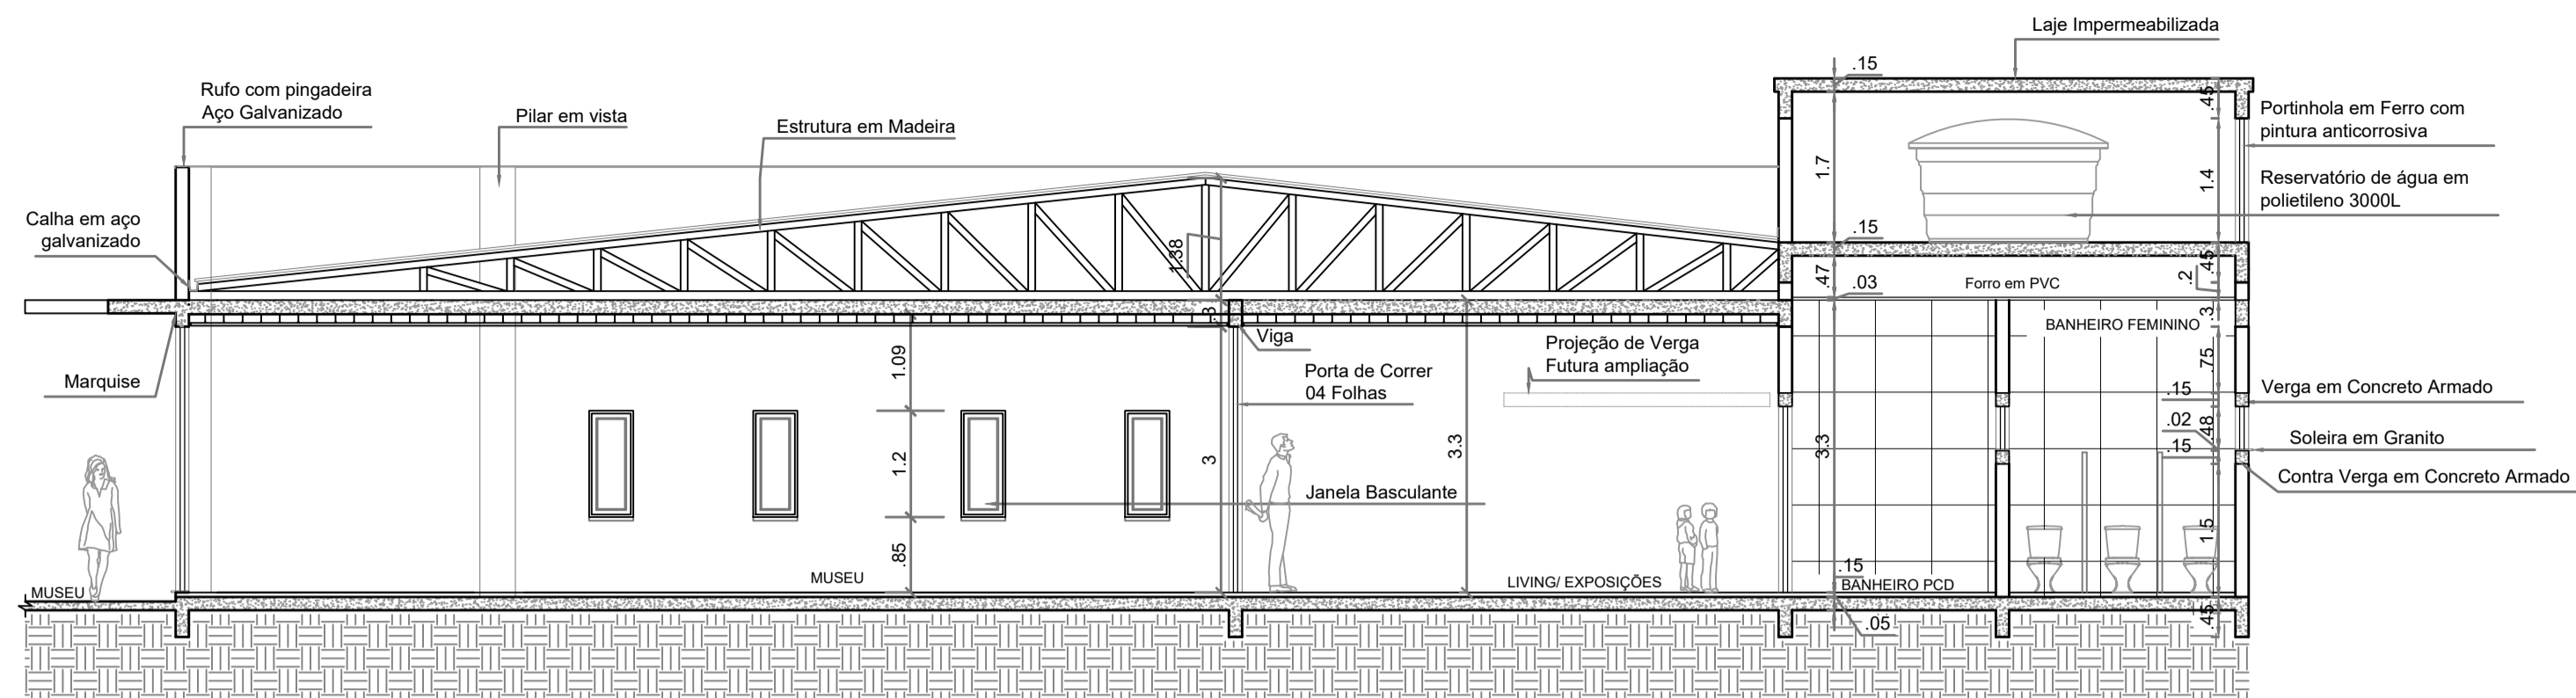 Laje Impermeabilizada
.15
Rufo com pingadeira
Aço Galvanizado
Pilar em vista
Estrutura em Madeira
.45
Portinhola em Ferro com
pintura anticorrosiva
1.7
1.4
Reservatório de água em
polietileno 3000L
Calha em aço
galvanizado
.15
1.38
.47
.03
Forro em PVC
.2
.45
.3
Viga
.3
BANHEIRO FEMININO
Projeção de Verga
Futura ampliação
1.09
Marquise
Porta de Correr
04 Folhas
.75
.15
Verga em Concreto Armado
.02
.48
.15
Soleira em Granito
Contra Verga em Concreto Armado
1.2
3
3.3
3.3
Janela Basculante
.85
1.5
.15
MUSEU
MUSEU
LIVING/ EXPOSIÇÕES
BANHEIRO PCD
.05
.45